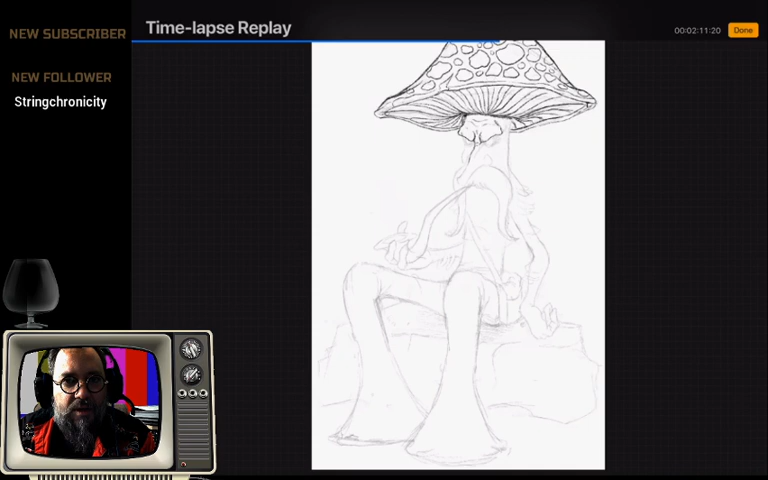 NEW SUBSCRIBER
Time-lapse Replay
00:02:11:20
Done
NEW FOLLOWER
Stringchronicity